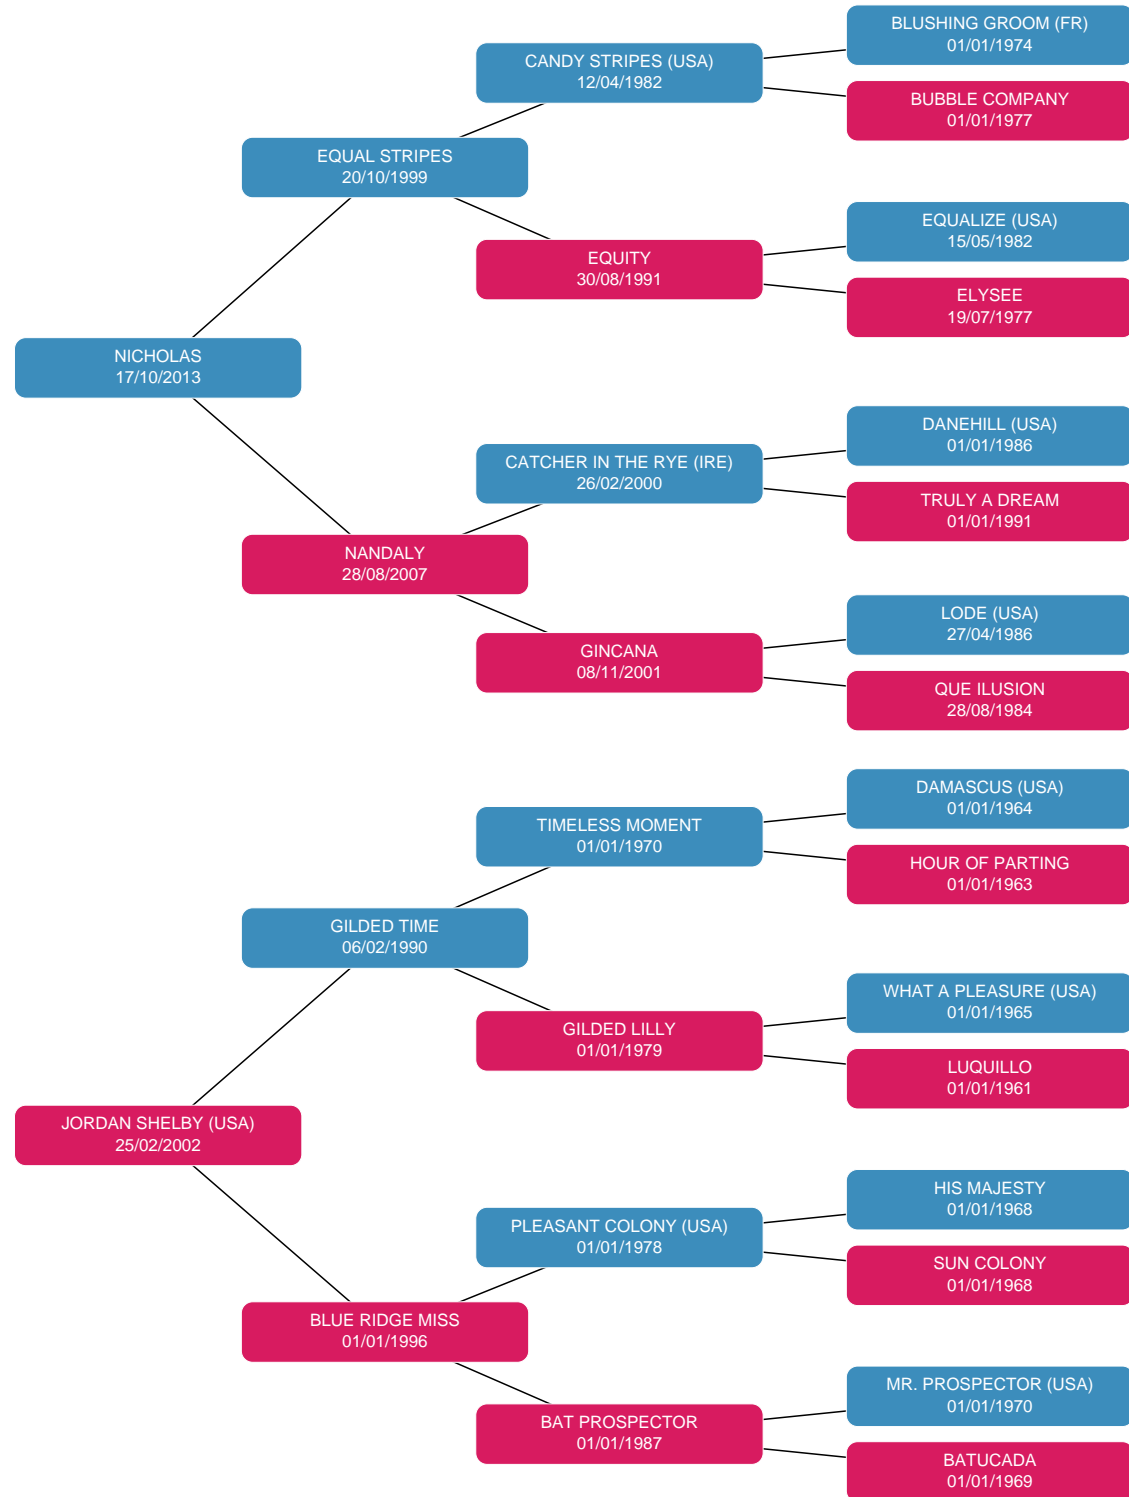 BLUSHING GROOM (FR)
01/01/1974
CANDY STRIPES (USA)
12/04/1982
BUBBLE COMPANY
01/01/1977
EQUAL STRIPES
20/10/1999
EQUALIZE (USA)
15/05/1982
EQUITY
30/08/1991
ELYSEE
19/07/1977
NICHOLAS
17/10/2013
DANEHILL (USA)
01/01/1986
CATCHER IN THE RYE (IRE)
26/02/2000
TRULY A DREAM
01/01/1991
NANDALY
28/08/2007
LODE (USA)
27/04/1986
GINCANA
08/11/2001
QUE ILUSION
28/08/1984
DAMASCUS (USA)
01/01/1964
TIMELESS MOMENT
01/01/1970
HOUR OF PARTING
01/01/1963
GILDED TIME
06/02/1990
WHAT A PLEASURE (USA)
01/01/1965
GILDED LILLY
01/01/1979
LUQUILLO
01/01/1961
JORDAN SHELBY (USA)
25/02/2002
HIS MAJESTY
01/01/1968
PLEASANT COLONY (USA)
01/01/1978
SUN COLONY
01/01/1968
BLUE RIDGE MISS
01/01/1996
MR. PROSPECTOR (USA)
01/01/1970
BAT PROSPECTOR
01/01/1987
BATUCADA
01/01/1969